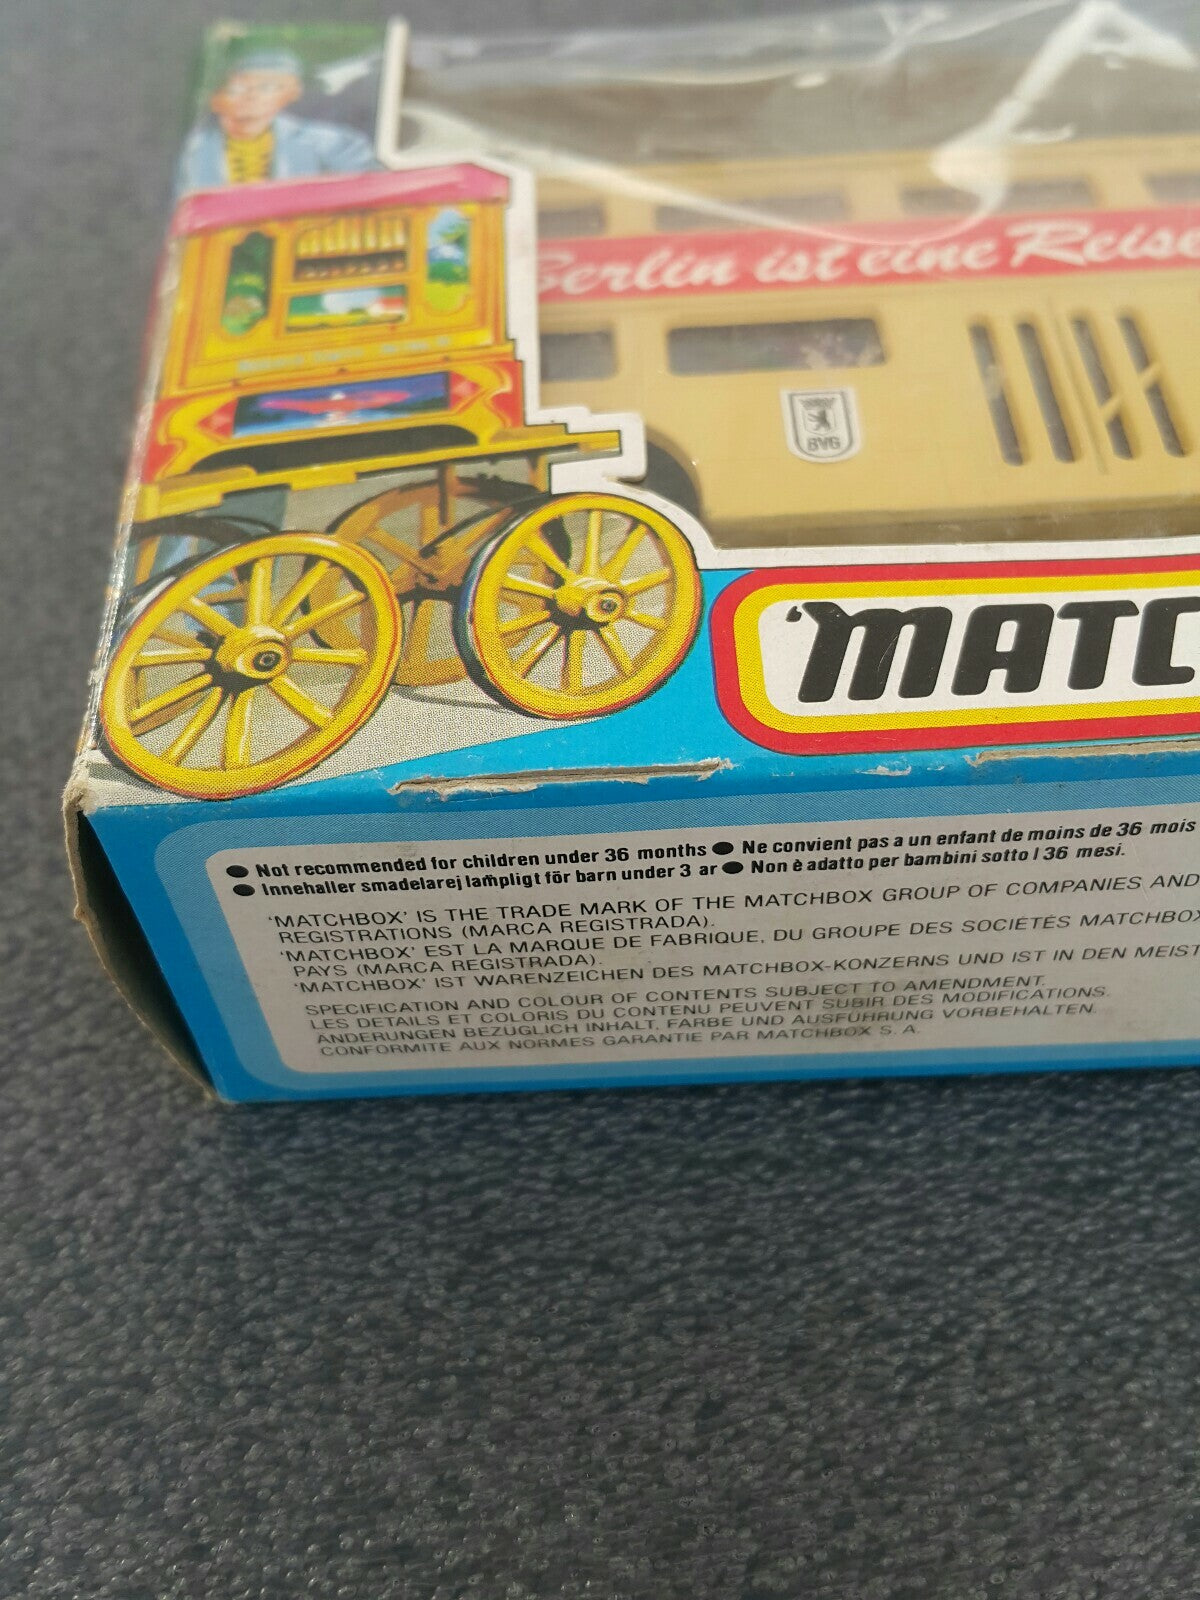 Berlin ist eine Reise
BVG
'MATC
● Not recommended for children under 36 months ● Ne convient pas a un enfant de moins de 36 mois
● Innehaller smadelarej lampligt för barn under 3 ar ● Non è adatto per bambini sotto I 36 mesi.
'MATCHBOX' IS THE TRADE MARK OF THE MATCHBOX GROUP OF COMPANIES AND
REGISTRATIONS (MARCA REGISTRADA).
'MATCHBOX' EST LA MARQUE DE FABRIQUE, DU GROUPE DES SOCIÉTÉS MATCHBOX
PAYS (MARCA REGISTRADA).
'MATCHBOX' IST WARENZEICHEN DES MATCHBOX-KONZERNS UND IST IN DEN MEIST
SPECIFICATION AND COLOUR OF CONTENTS SUBJECT TO AMENDMENT.
LES DETAILS ET COLORIS DU CONTENU PEUVENT SUBIR DES MODIFICATIONS.
ÄNDERUNGEN BEZÜGLICH INHALT, FARBE UND AUSFÜHRUNG VORBEHALTEN.
CONFORMITE AUX NORMES GARANTIE PAR MATCHBOX S. A.